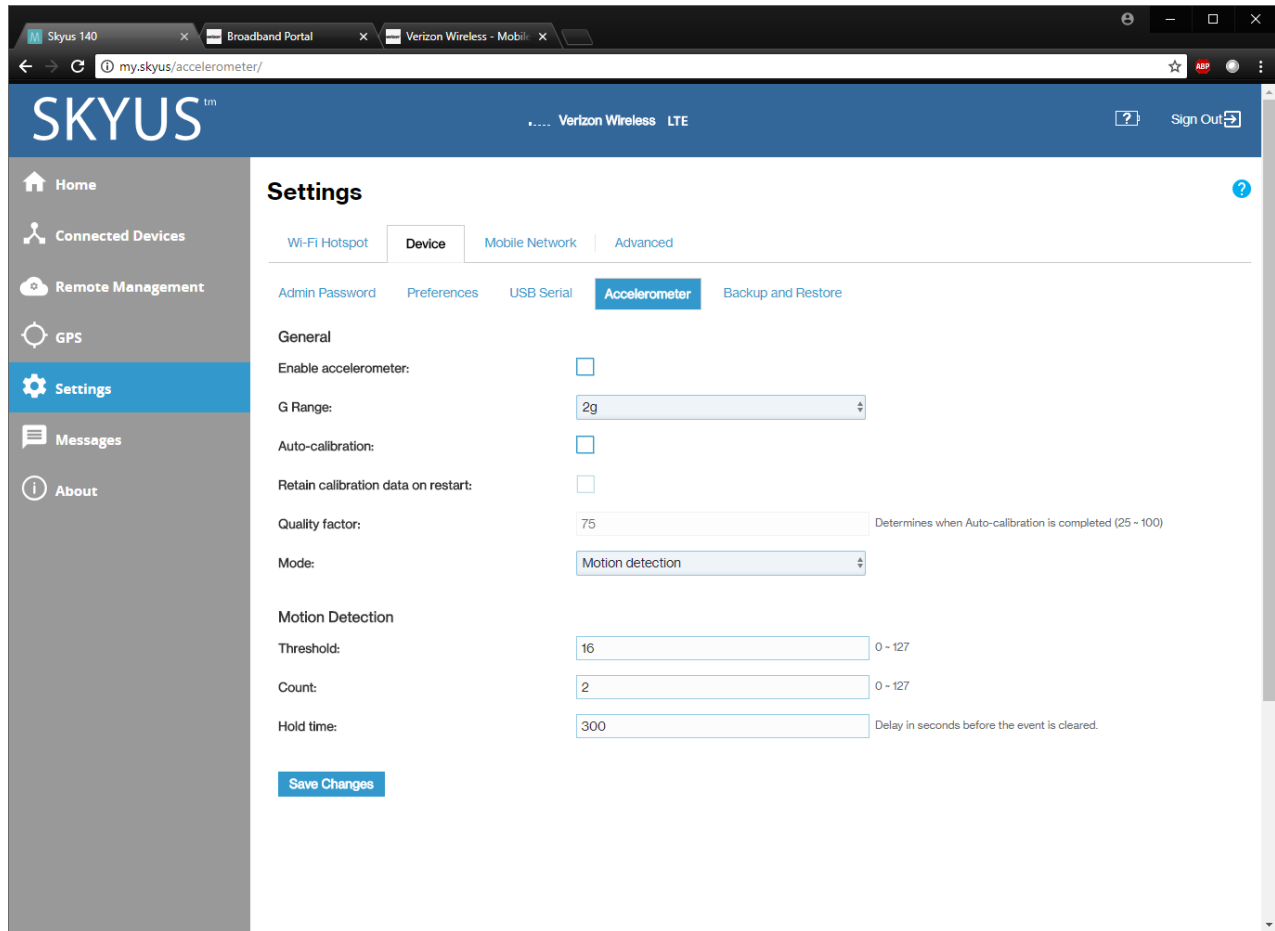 Skyus 140
Broadband Portal
Verizon Wireless - Mobile
my.skyus/accelerometer/
ABP
SKYUS tm
Verizon Wireless LTE
?
Sign Out
Home
Connected Devices
Remote Management
GPS
Settings
Messages
About
Settings
?
Wi-Fi Hotspot
Device
Mobile Network
Advanced
Admin Password
Preferences
USB Serial
Accelerometer
Backup and Restore
General
Enable accelerometer:
G Range: 2g
Auto-calibration:
Retain calibration data on restart:
Quality factor: 75 Determines when Auto-calibration is completed (25 ~ 100)
Mode: Motion detection
Motion Detection
Threshold: 16 0 ~ 127
Count: 2 0 ~ 127
Hold time: 300 Delay in seconds before the event is cleared.
Save Changes